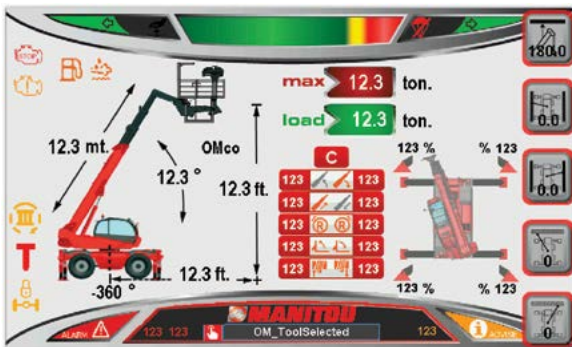 STOP
max 12.3 ton.
load 12.3 ton.
180.0
12.3 mt.
OMco
12.3 °
12.3 ft.
12.3 ft.
-360 °
C
123 123
123 123
123 R R 123
123 123
123 123
123 % % 123
123 % % 123
0.0
0.0
0
0
MANITOU
ALARM
123 123
OM_ToolSelected
123
i
ADVISE